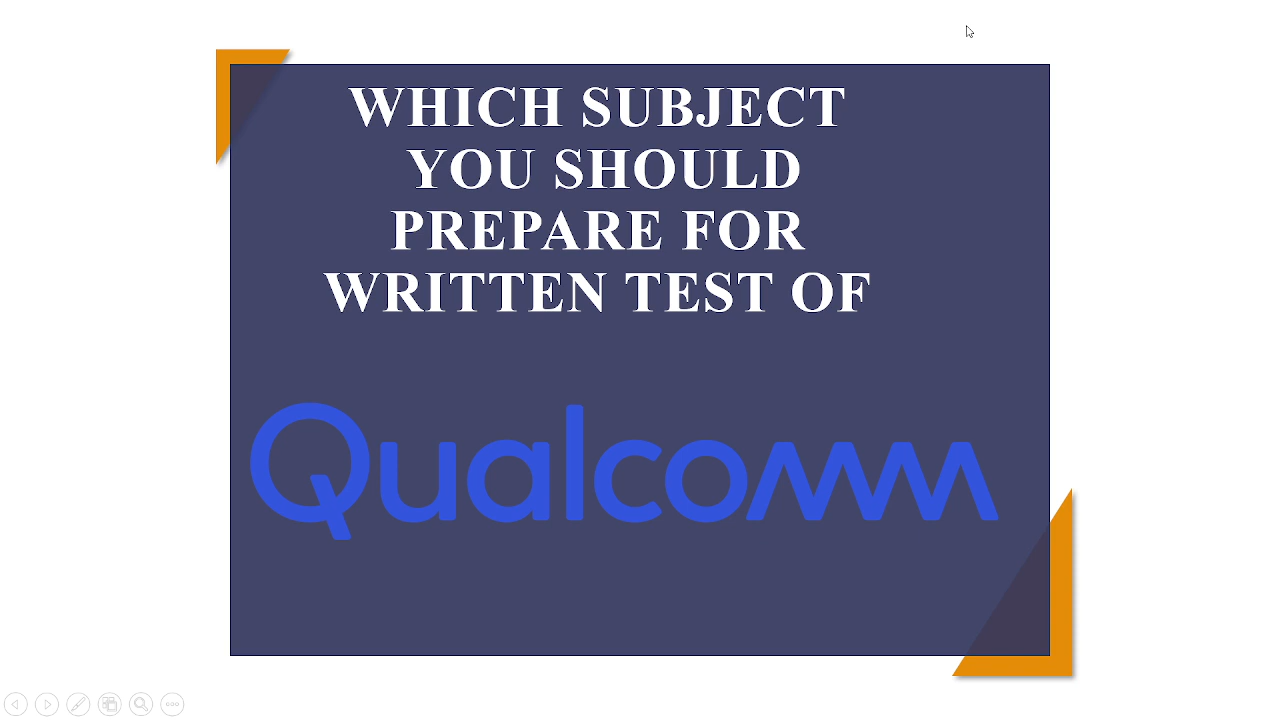 WHICH SUBJECT
YOU SHOULD
PREPARE FOR
WRITTEN TEST OF
Qualcomm